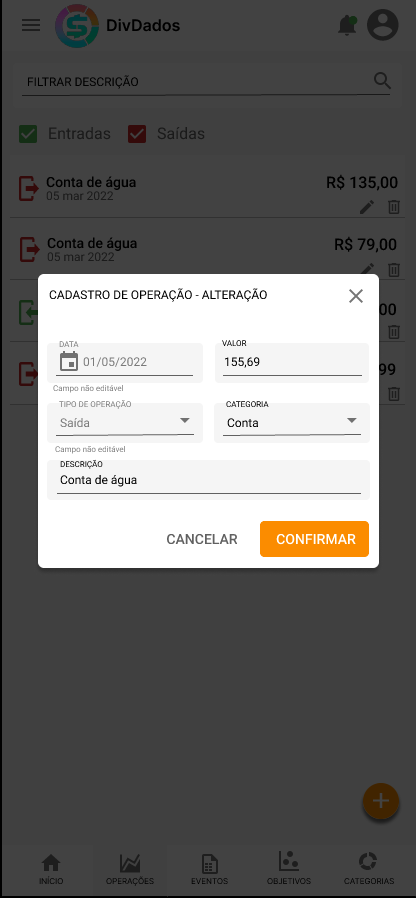 DivDados
FILTRAR DESCRIÇÃO
Entradas Saídas
Conta de água R$ 135,00
05 mar 2022
Conta de água R$ 79,00
05 mar 2022
CADASTRO DE OPERAÇÃO - ALTERAÇÃO
DATA VALOR
01/05/2022 155,69
Campo não editável
TIPO DE OPERAÇÃO CATEGORIA
Saída Conta
Campo não editável
DESCRIÇÃO
Conta de água
CANCELAR CONFIRMAR
00
99
INÍCIO OPERAÇÕES EVENTOS OBJETIVOS CATEGORIAS